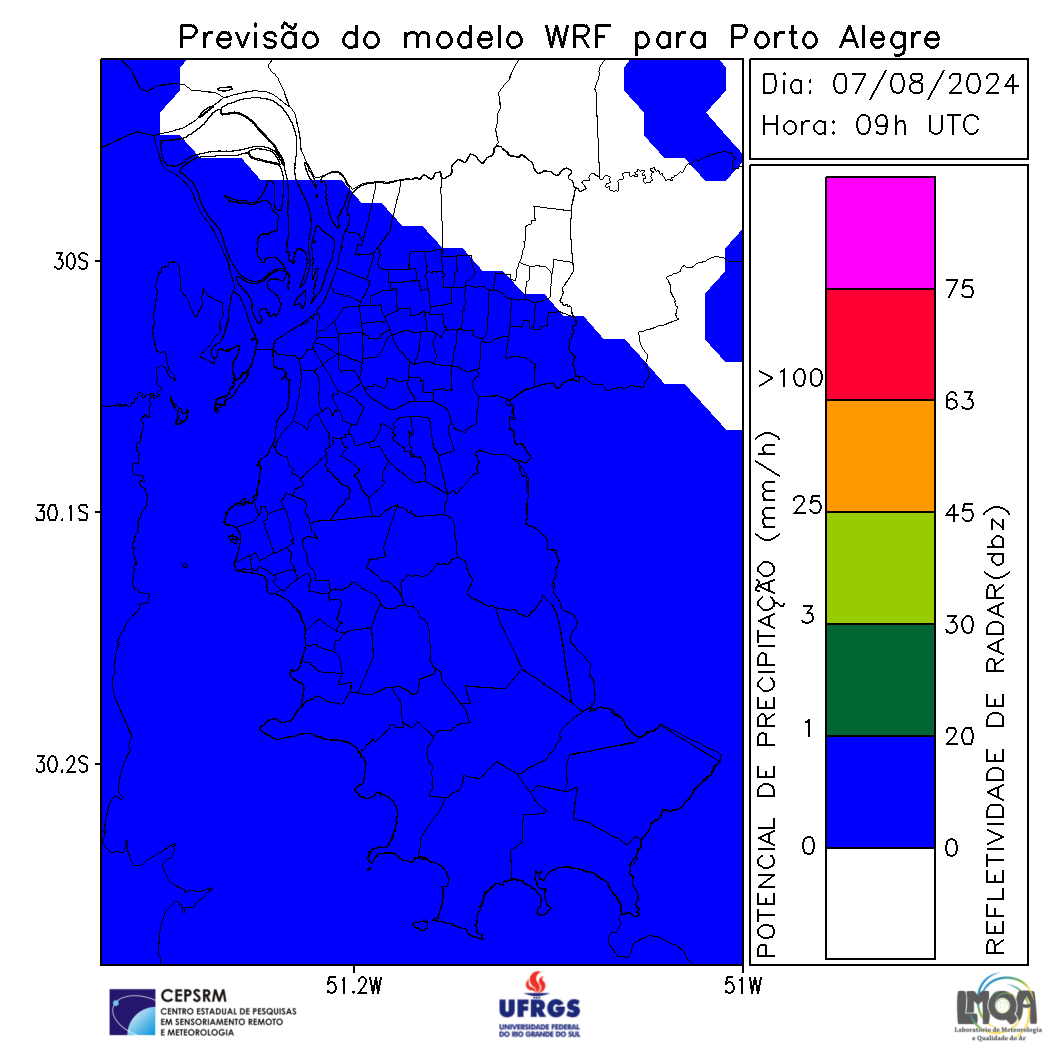 Previsão do modelo WRF para Porto Alegre
Dia: 07/08/2024
Hora: 09h UTC
30S
30.1S
30.2S
51.2W
51W
POTENCIAL DE PRECIPITAÇÃO (mm/h)
>100
25
3
1
0
75
63
45
30
20
0
REFLETIVIDADE DE RADAR(dbz)
CEPSRM
CENTRO ESTADUAL DE PESQUISAS
EM SENSORIAMENTO REMOTO
E METEOROLOGIA
UFRGS
UNIVERSIDADE FEDERAL
DO RIO GRANDE DO SUL
LMQA
Laboratório de Meteorologia
e Qualidade do Ar